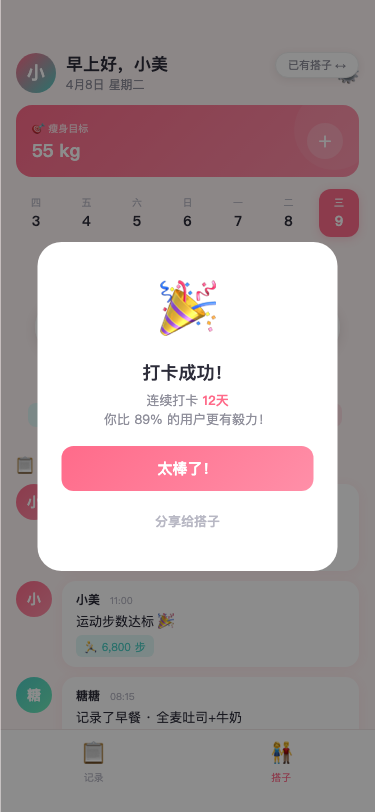 小
早上好，小美
4月8日 星期二
已有搭子 ↔
瘦身目标
55 kg
+
四 五 六 日 一 二 三
3 4 5 6 7 8 9
打卡成功！
连续打卡 12天
你比 89% 的用户更有毅力！
太棒了！
分享给搭子
小
小
小美 11:00
运动步数达标
6,800 步
糖
糖糖 08:15
记录了早餐 · 全麦吐司+牛奶
记录
搭子